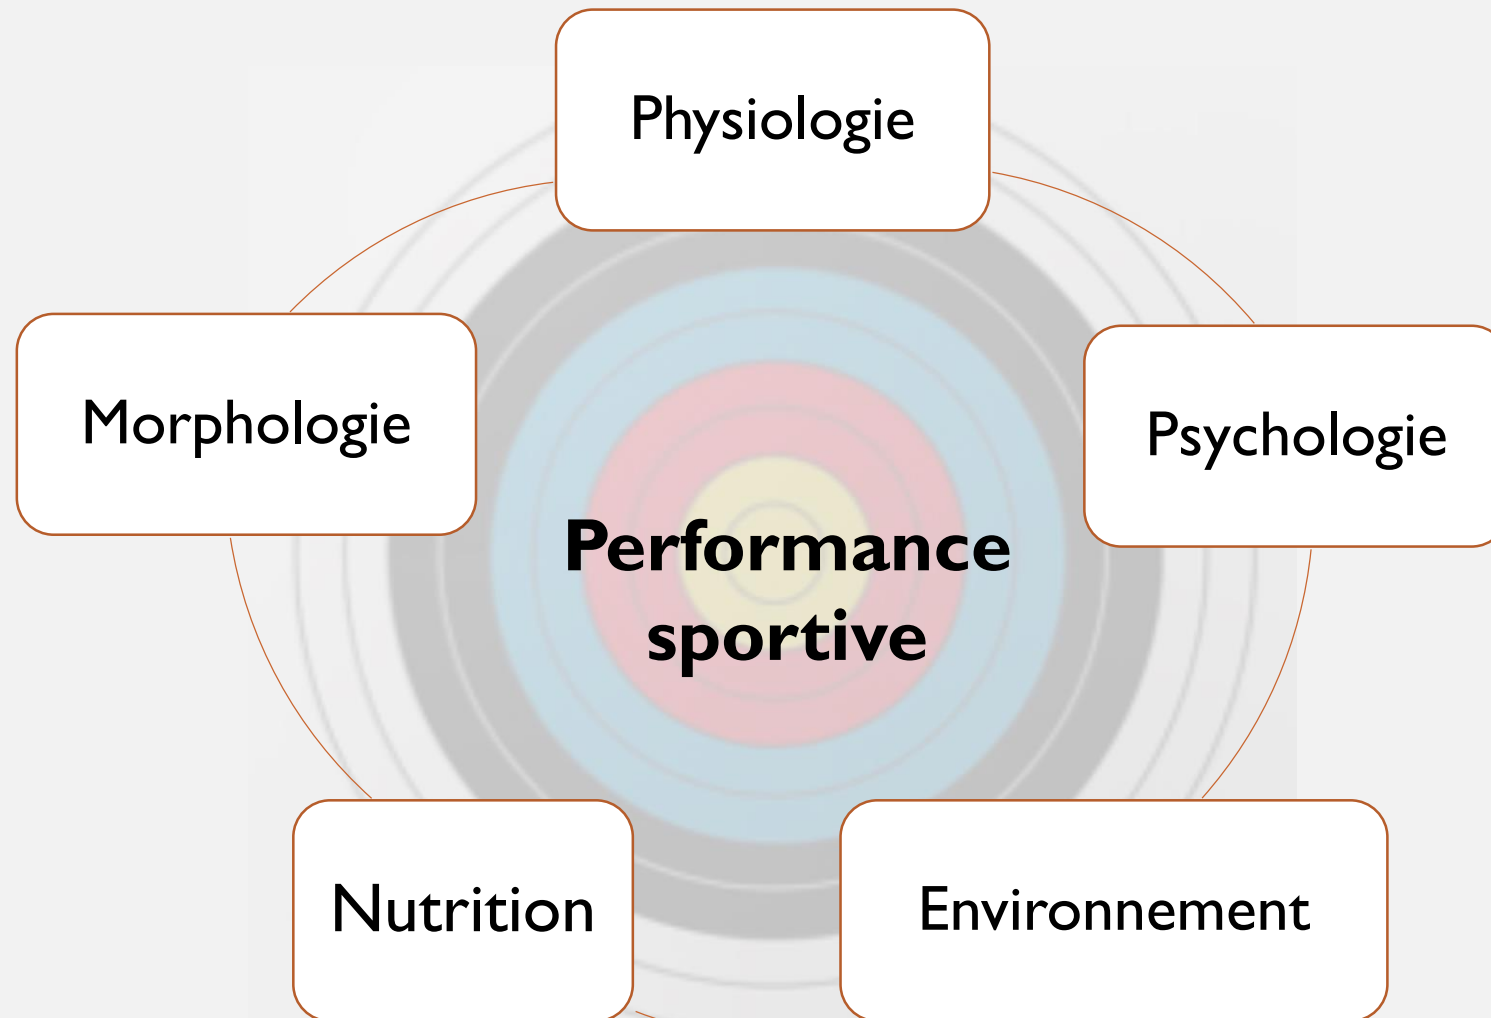 Physiologie
Morphologie
Psychologie
Performance
sportive
Nutrition
Environnement